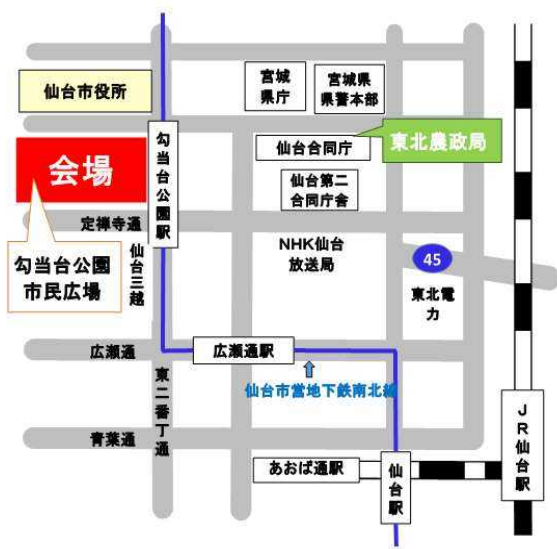 仙台市役所
宮城
県庁
宮城県
県警本部
会場
勾当台公園駅
仙台合同庁
東北農政局
仙台第二
合同庁舎
定禅寺通
勾当台公園
市民広場
仙台三越
NHK仙台
放送局
45
東北電
力
広瀬通
広瀬通駅
仙台市営地下鉄南北線
東二番丁通
青葉通
あおば通駅
仙台駅
JR仙台駅